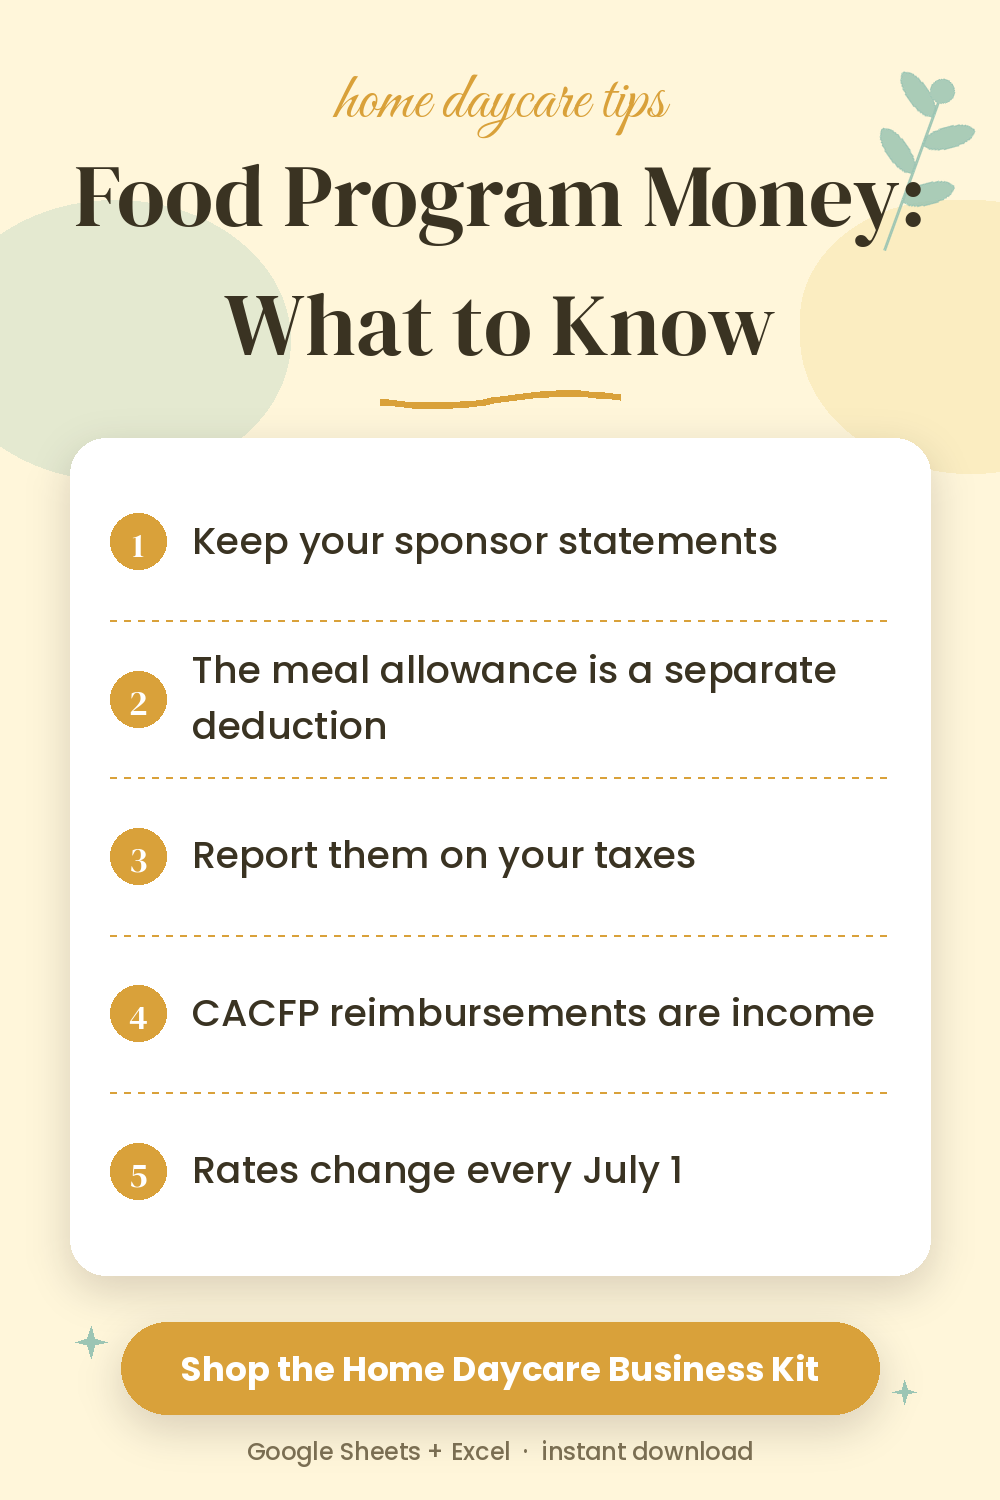 home daycare tips
Food Program Money:
What to Know
1 Keep your sponsor statements
2 The meal allowance is a separate
deduction
3 Report them on your taxes
4 CACFP reimbursements are income
5 Rates change every July 1
Shop the Home Daycare Business Kit
Google Sheets + Excel · instant download